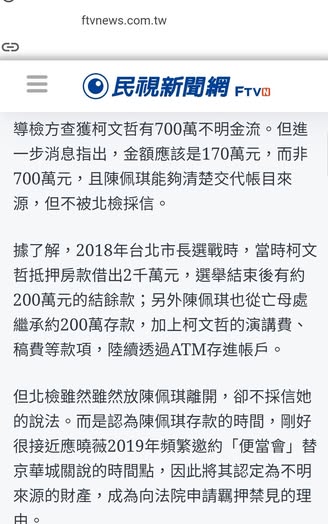 ftvnews.com.tw
民視新聞網 FTVN
導檢方查獲柯文哲有700萬不明金流。但進
一步消息指出，金額應該是170萬元，而非
700萬元，且陳佩琪能夠清楚交代帳目來
源，但不被北檢採信。
據了解，2018年台北市長選戰時，當時柯文
哲抵押房款借出2千萬元，選舉結束後有約
200萬元的結餘款；另外陳佩琪也從亡母處
繼承約200萬存款，加上柯文哲的演講費、
稿費等款項，陸續透過ATM存進帳戶。
但北檢雖然雖然放陳佩琪離開，卻不採信她
的說法。而是認為陳佩琪存款的時間，剛好
很接近應曉薇2019年頻繁邀約「便當會」替
京華城關說的時間點，因此將其認定為不明
來源的財產，成為向法院申請羈押禁見的理
由。